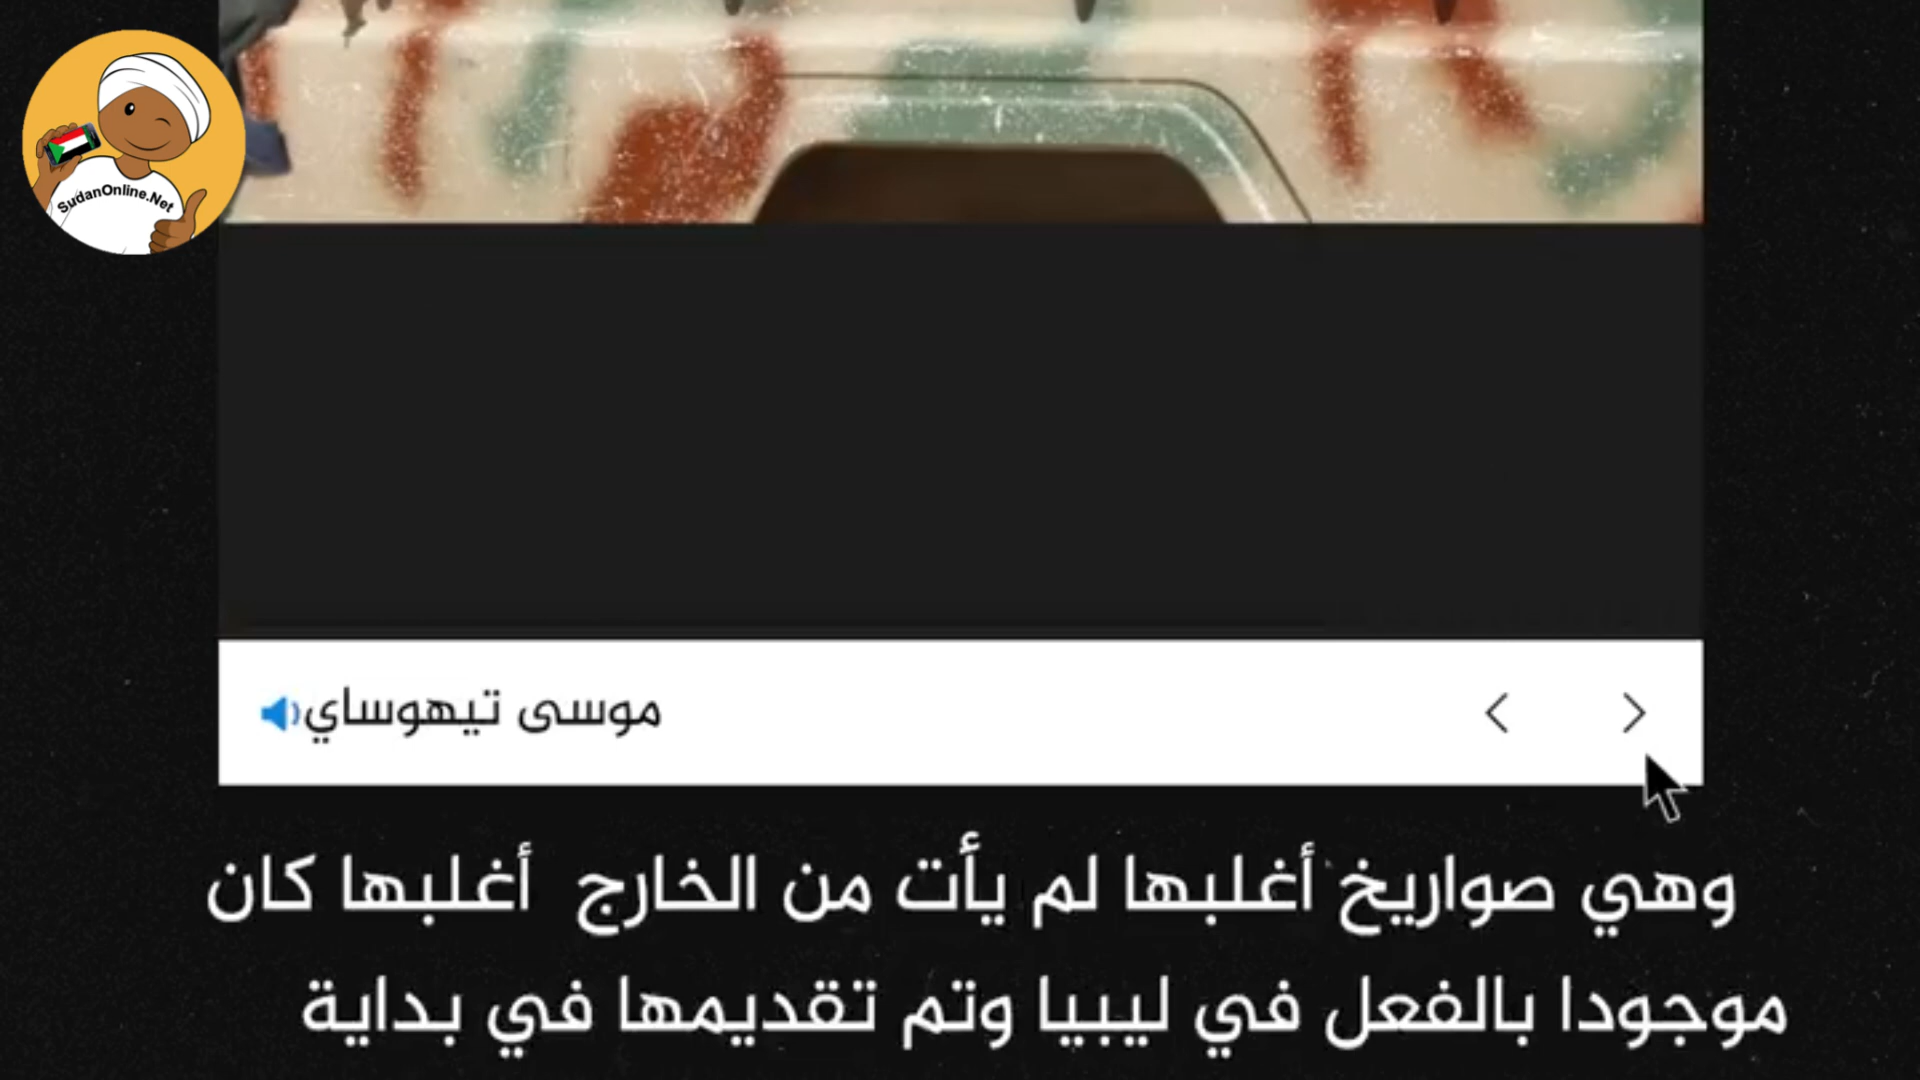 SudanOnline.Net
موسى تيهوساي
وهي صواريخ أغلبها لم يأت من الخارج أغلبها كان
موجودا بالفعل في ليبيا وتم تقديمها في بداية